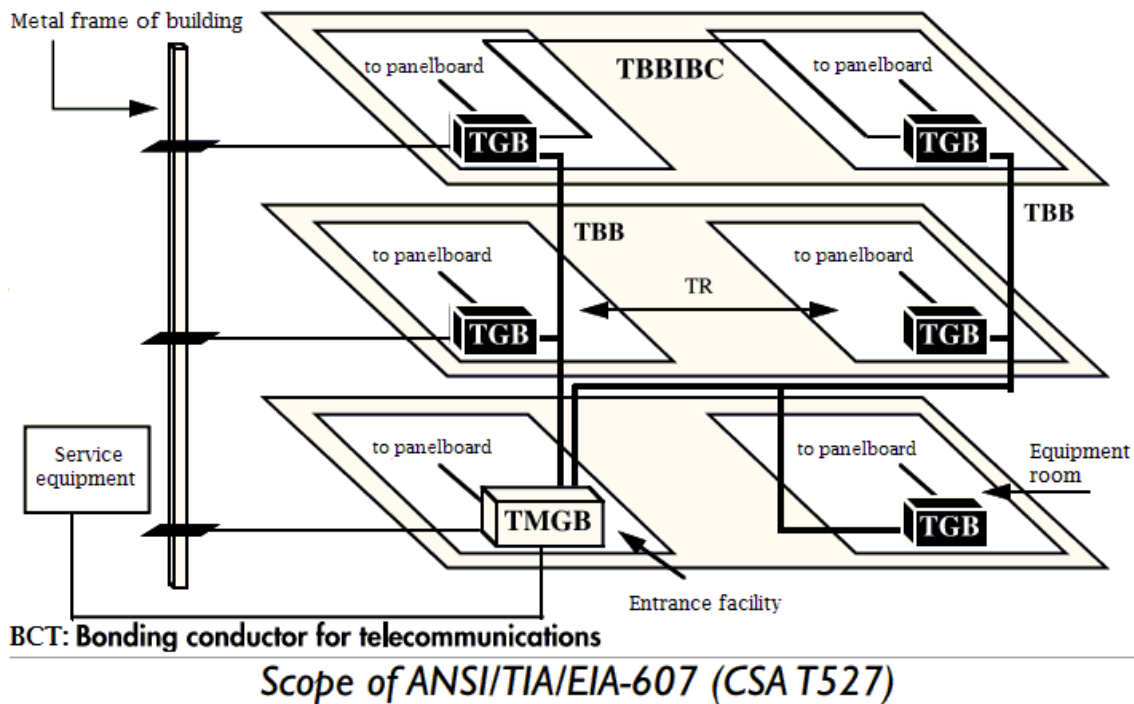 Metal frame of building
to panelboard
TBBIBC
to panelboard
TGB
TGB
TBB
TBB
to panelboard
to panelboard
TR
TGB
TGB
Service
equipment
to panelboard
to panelboard
Equipment
room
TMGB
TGB
Entrance facility
BCT: Bonding conductor for telecommunications
Scope of ANSI/TIA/EIA-607 (CSA T527)